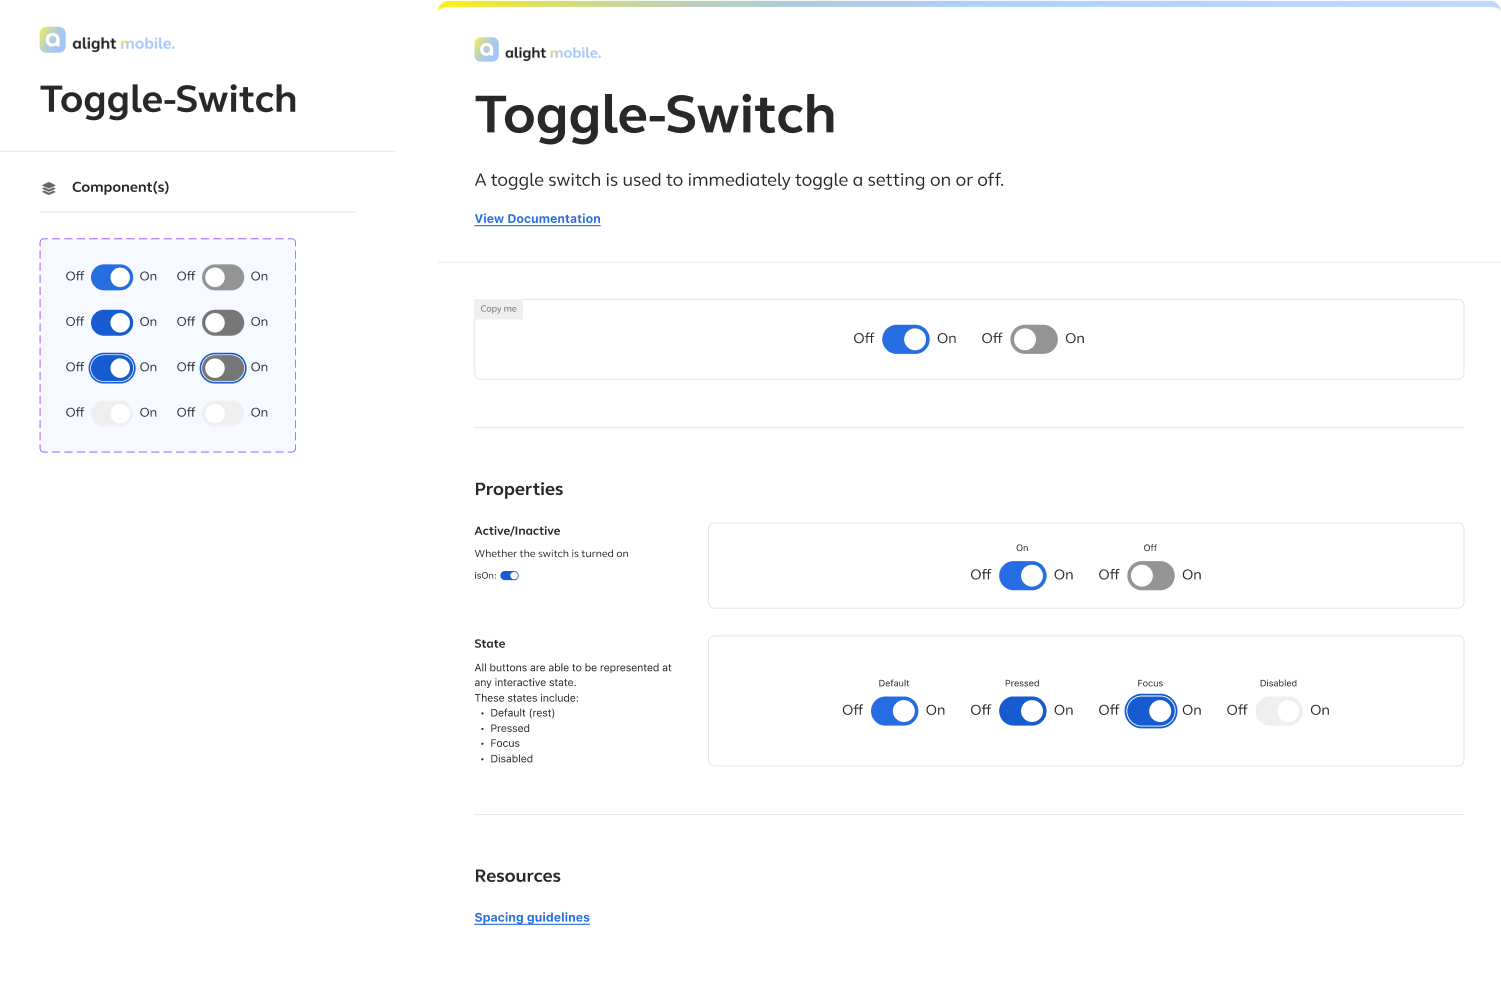 alight mobile.
Toggle-Switch
Component(s)
Off On Off On
Off On Off On
Off On Off On
Off On Off On
alight mobile.
Toggle-Switch
A toggle switch is used to immediately toggle a setting on or off.
View Documentation
Copy me
Off On Off On
Properties
Active/Inactive
Whether the switch is turned on
isOn:
On Off
Off On Off On
State
All buttons are able to be represented at
any interactive state.
These states include:
• Default (rest)
• Pressed
• Focus
• Disabled
Default Pressed Focus Disabled
Off On Off On Off On Off On
Resources
Spacing guidelines